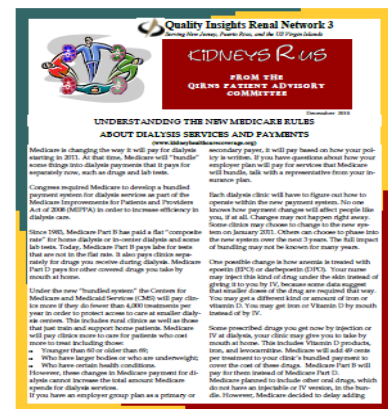 Quality Insights Renal Network 3
Serving New Jersey, Puerto Rico, and the US Virgin Islands
KIDNEYS R US
FROM THE
QIRN3 PATIENT ADVISORY
COMMITTEE
December 2010
UNDERSTANDING THE NEW MEDICARE RULES
ABOUT DIALYSIS SERVICES AND PAYMENTS
(www.kidneyhealthcarecoverage.org)
Medicare is changing the way it will pay for dialysis
starting in 2011. At that time, Medicare will "bundle"
some things into dialysis payments that it pays for
separately now, such as drugs and lab tests.
Congress required Medicare to develop a bundled
payment system for dialysis services as part of the
Medicare Improvements for Patients and Providers
Act of 2008 (MIPPA) in order to increase efficiency in
dialysis care.
Since 1983, Medicare Part B has paid a flat "composite
rate" for home dialysis or in-center dialysis and some
lab tests. Today, Medicare Part B pays labs for tests
that are not in the flat rate. It also pays clinics sepa-
rately for drugs you receive during dialysis. Medicare
Part D pays for other covered drugs you take by
mouth at home.
Under the new "bundled system" the Centers for
Medicare and Medicaid Services (CMS) will pay clin-
ics more if they do fewer than 4,000 treatments per
year in order to protect access to care at smaller dialy-
sis centers. This includes rural clinics as well as those
that just train and support home patients. Medicare
will pay clinics more to care for patients who cost
more to treat including those:
Younger than 60 or older than 69;
Who have larger bodies or who are underweight;
Who have certain health conditions.
However, these changes in Medicare payment for di-
alysis cannot increase the total amount Medicare
spends for dialysis services.
If you have an employer group plan as a primary or
secondary payer, it will pay based on how your pol-
icy is written. If you have questions about how your
employer plan will pay for services that Medicare
will bundle, talk with a representative from your in-
surance plan.
Each dialysis clinic will have to figure out how to
operate within the new payment system. No one
knows how payment changes will affect people like
you, if at all. Changes may not happen right away.
Some clinics may choose to change to the new sys-
tem on January 2011. Others can choose to phase into
the new system over the next 3 years. The full impact
of bundling may not be known for many years.
One possible change is how anemia is treated with
epoetin (EPO) or darbepoetin (DPO). Your nurse
may inject this kind of drug under the skin instead of
giving it to you by IV, because some data suggest
that smaller doses of the drug are required that way.
You may get a different kind of amount of iron or
vitamin D. You may get iron or Vitamin D by mouth
instead of by IV.
Some prescribed drugs you get now by injection or
IV at dialysis, your clinic may give you to take by
mouth at home. This includes Vitamin D products,
iron, and levocarnitine. Medicare will add 49 cents
per treatment to your clinic's bundled payment to
cover the cost of these drugs. Medicare Part B will
pay for them instead of Medicare Part D.
Medicare planned to include other oral drugs, which
do not have an injectable or IV version, in the bun-
dle. However, Medicare decided to delay adding